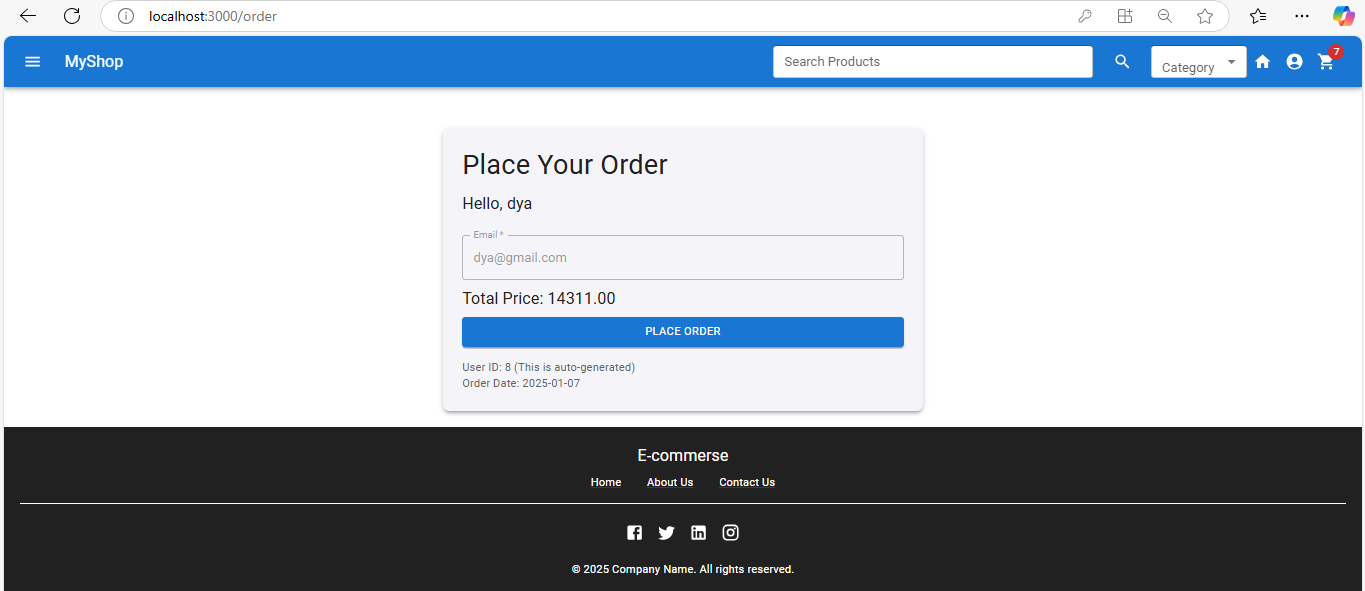 localhost:3000/order
MyShop
Search Products
Category
7
Place Your Order
Hello, dya
Email *
dya@gmail.com
Total Price: 14311.00
PLACE ORDER
User ID: 8 (This is auto-generated)
Order Date: 2025-01-07
E-commerse
Home About Us Contact Us
© 2025 Company Name. All rights reserved.